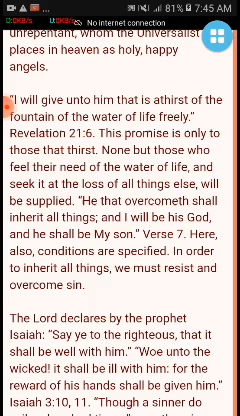 81% 7:45 AM
0:0KB/s U:0KB/s No internet connection
unrepentant, whom the Universalist
places in heaven as holy, happy
angels.
"I will give unto him that is athirst of the
fountain of the water of life freely."
Revelation 21:6. This promise is only to
those that thirst. None but those who
feel their need of the water of life, and
seek it at the loss of all things else, will
be supplied. "He that overcometh shall
inherit all things; and I will be his God,
and he shall be My son." Verse 7. Here,
also, conditions are specified. In order
to inherit all things, we must resist and
overcome sin.
The Lord declares by the prophet
Isaiah: "Say ye to the righteous, that it
shall be well with him." "Woe unto the
wicked! it shall be ill with him: for the
reward of his hands shall be given him."
Isaiah 3:10, 11. "Though a sinner do